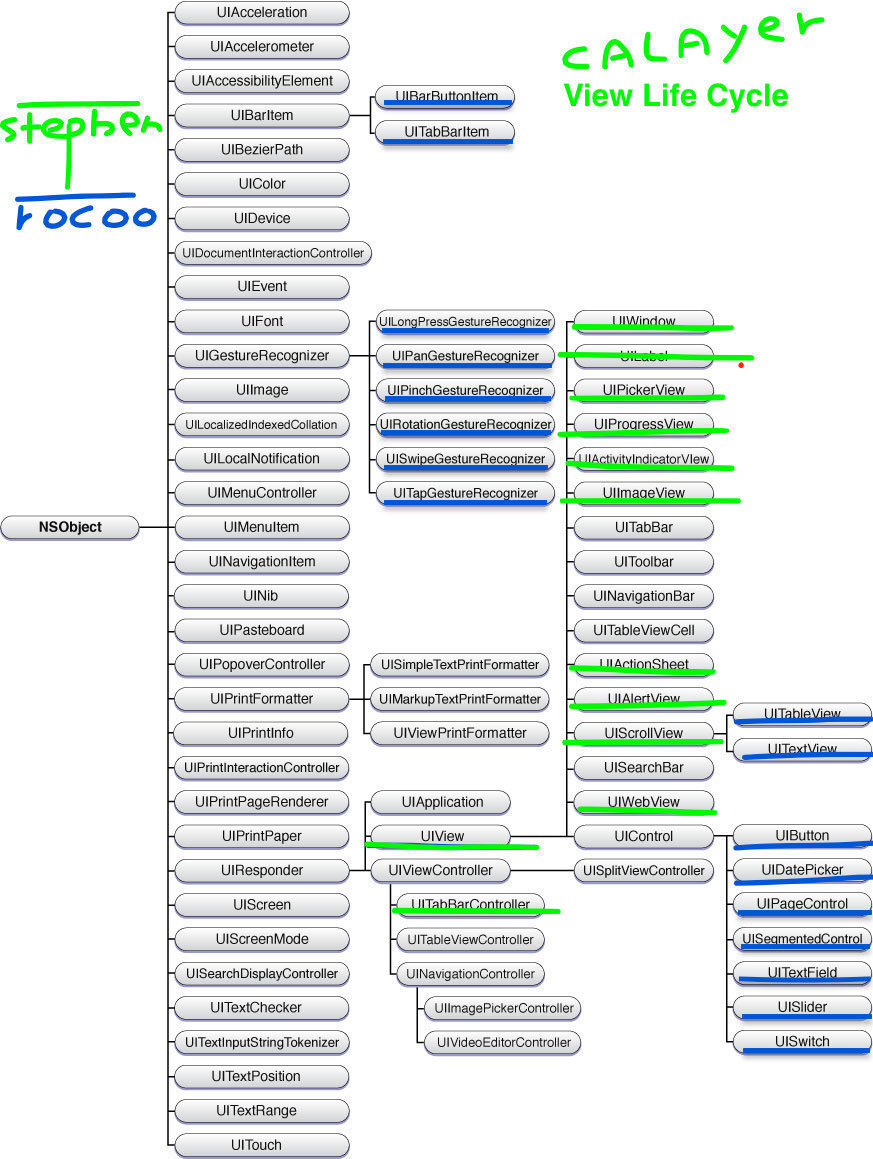 CALAyer
View Life Cycle
stephen
rocoo
NSObject
UIAcceleration
UIAccelerometer
UIAccessibilityElement
UIBarItem
UIBarButtonItem
UITabBarItem
UIBezierPath
UIColor
UIDevice
UIDocumentInteractionController
UIEvent
UIFont
UIGestureRecognizer
UILongPressGestureRecognizer
UIPanGestureRecognizer
UIPinchGestureRecognizer
UIRotationGestureRecognizer
UISwipeGestureRecognizer
UITapGestureRecognizer
UIImage
UILocalizedIndexedCollation
UILocalNotification
UIMenuController
UIMenuItem
UINavigationItem
UINib
UIPasteboard
UIPopoverController
UIPrintFormatter
UISimpleTextPrintFormatter
UIMarkupTextPrintFormatter
UIViewPrintFormatter
UIPrintInfo
UIPrintInteractionController
UIPrintPageRenderer
UIPrintPaper
UIResponder
UIApplication
UIView
UIWindow
UILabel
UIPickerView
UIProgressView
UIActivityIndicatorVIew
UIImageView
UITabBar
UIToolbar
UINavigationBar
UITableViewCell
UIActionSheet
UIAlertView
UIScrollView
UITableView
UITextView
UISearchBar
UIWebView
UIControl
UIButton
UIDatePicker
UIPageControl
UISegmentedControl
UITextField
UISlider
UISwitch
UIViewController
UISplitViewController
UITabBarController
UITableViewController
UINavigationController
UIImagePickerController
UIVideoEditorController
UIScreen
UIScreenMode
UISearchDisplayController
UITextChecker
UITextInputStringTokenizer
UITextPosition
UITextRange
UITouch